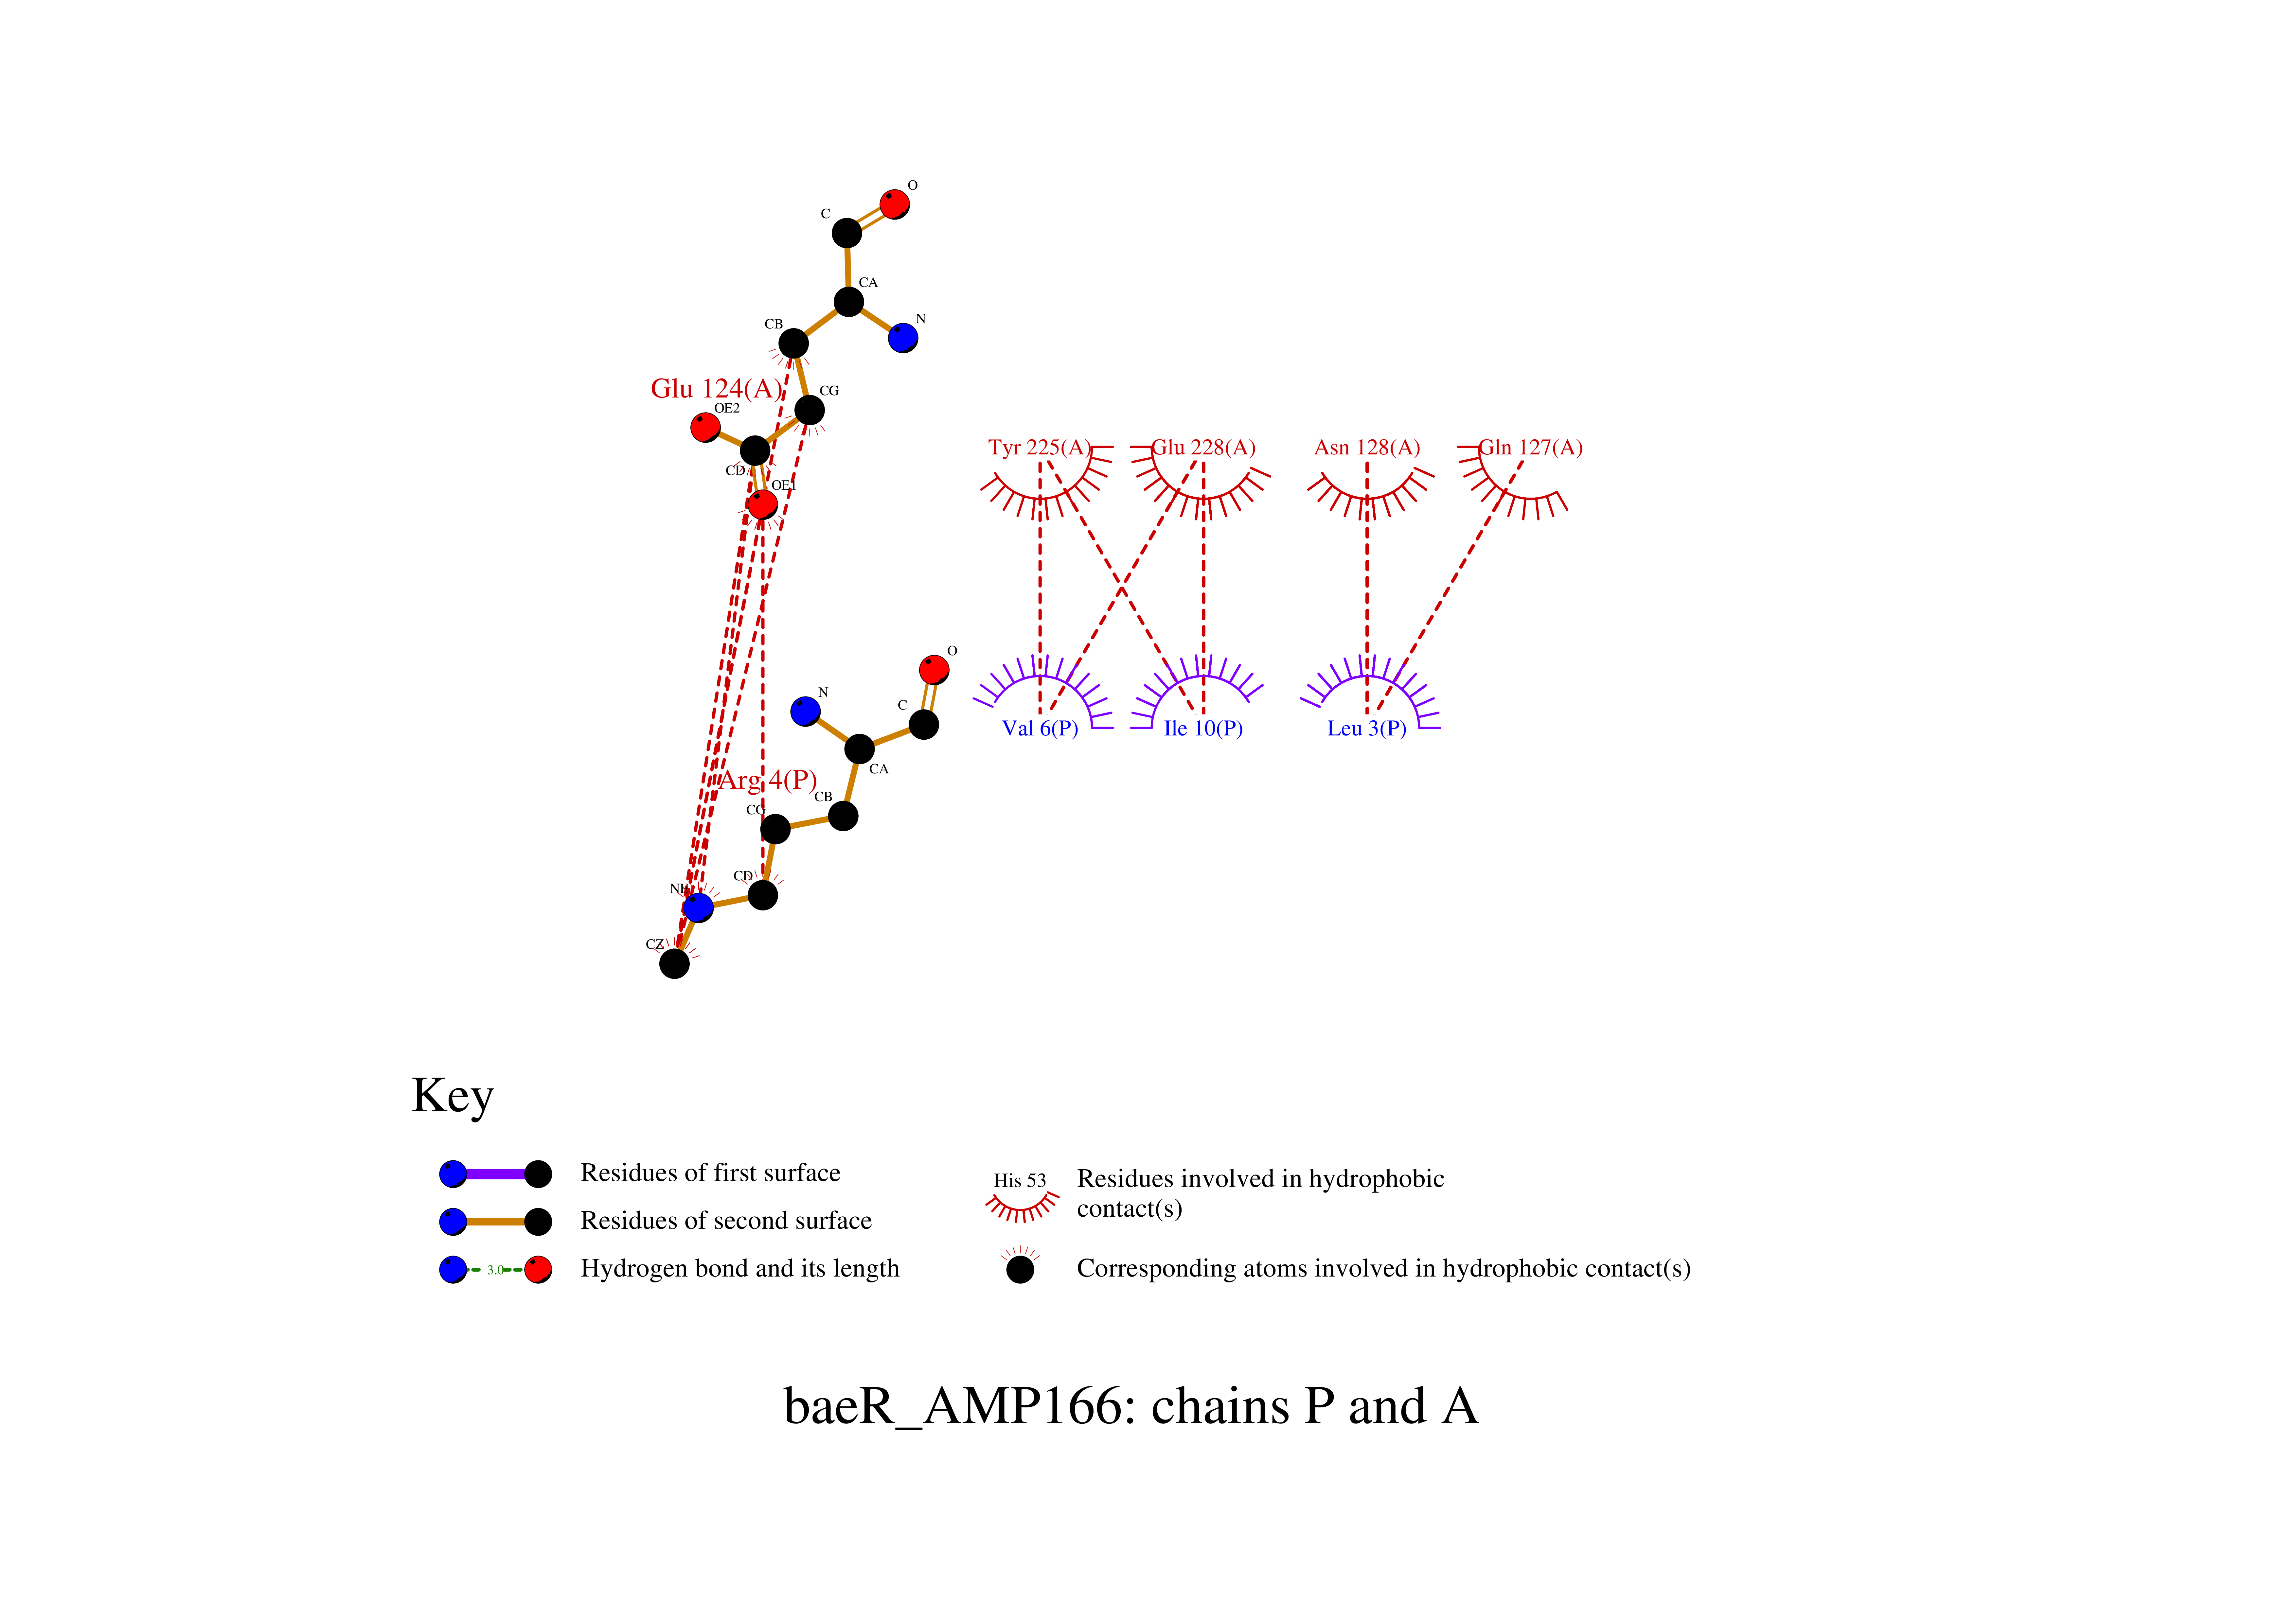 O
C
CA
N
CB
Glu 124(A)
CG
OE2
CD
OE1
Tyr 225(A)
Glu 228(A)
Asn 128(A)
Gln 127(A)
O
N
C
Val 6(P)
Ile 10(P)
Leu 3(P)
CA
Arg 4(P)
CB
CG
CD
NE
CZ
Key
Residues of first surface
Residues of second surface
3.0
Hydrogen bond and its length
His 53
Residues involved in hydrophobic
contact(s)
Corresponding atoms involved in hydrophobic contact(s)
baeR_AMP166: chains P and A